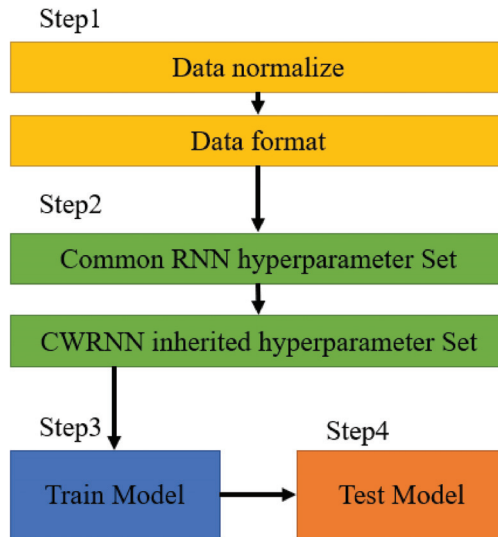 Step1
Data normalize
Data format
Step2
Common RNN hyperparameter Set
CWRNN inherited hyperparameter Set
Step3
Step4
Train Model
Test Model